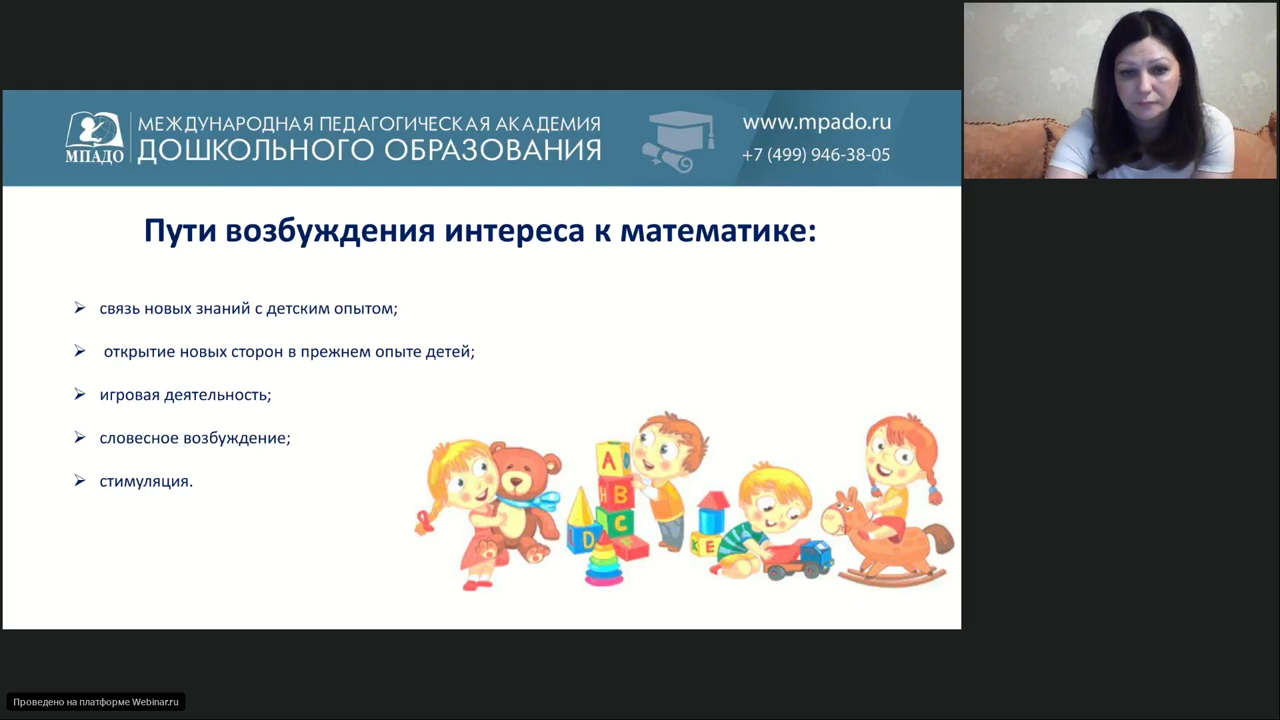 МПАДО
МЕЖДУНАРОДНАЯ ПЕДАГОГИЧЕСКАЯ АКАДЕМИЯ
ДОШКОЛЬНОГО ОБРАЗОВАНИЯ
www.mpado.ru
+7 (499) 946-38-05
Пути возбуждения интереса к математике:
связь новых знаний с детским опытом;
открытие новых сторон в прежнем опыте детей;
игровая деятельность;
словесное возбуждение;
стимуляция.
A
B
C
D
K E
Проведено на платформе Webinar.ru